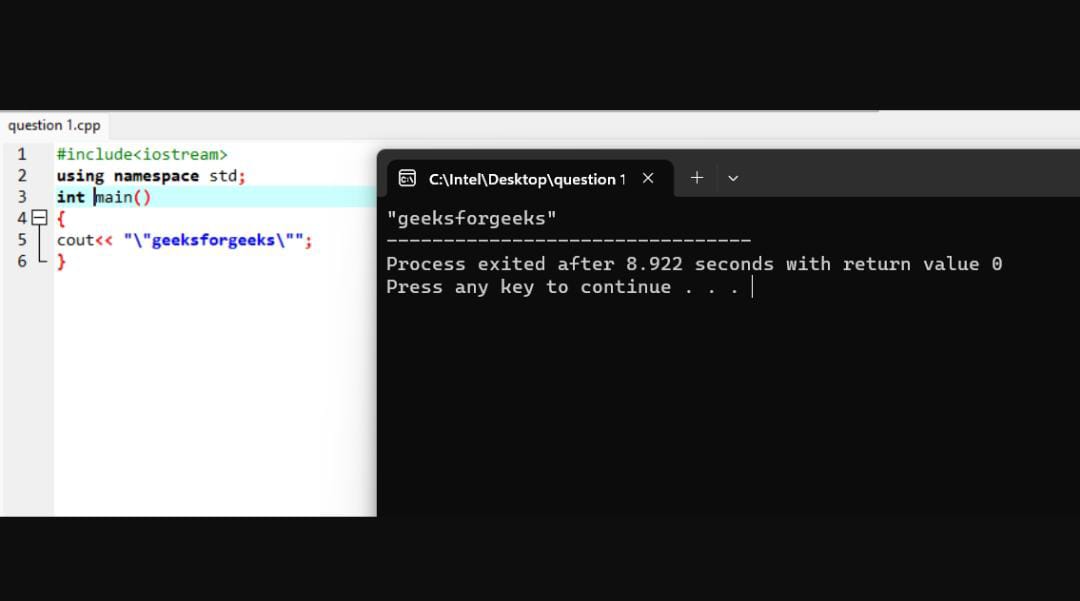 question 1.cpp
1 #include<iostream>
2 using namespace std;
3 int main()
4 {
5 cout<< "\"geeksforgeeks\"";
6 }
C:\Intel\Desktop\question 1
"geeksforgeeks"
--------------------------------
Process exited after 8.922 seconds with return value 0
Press any key to continue . . .